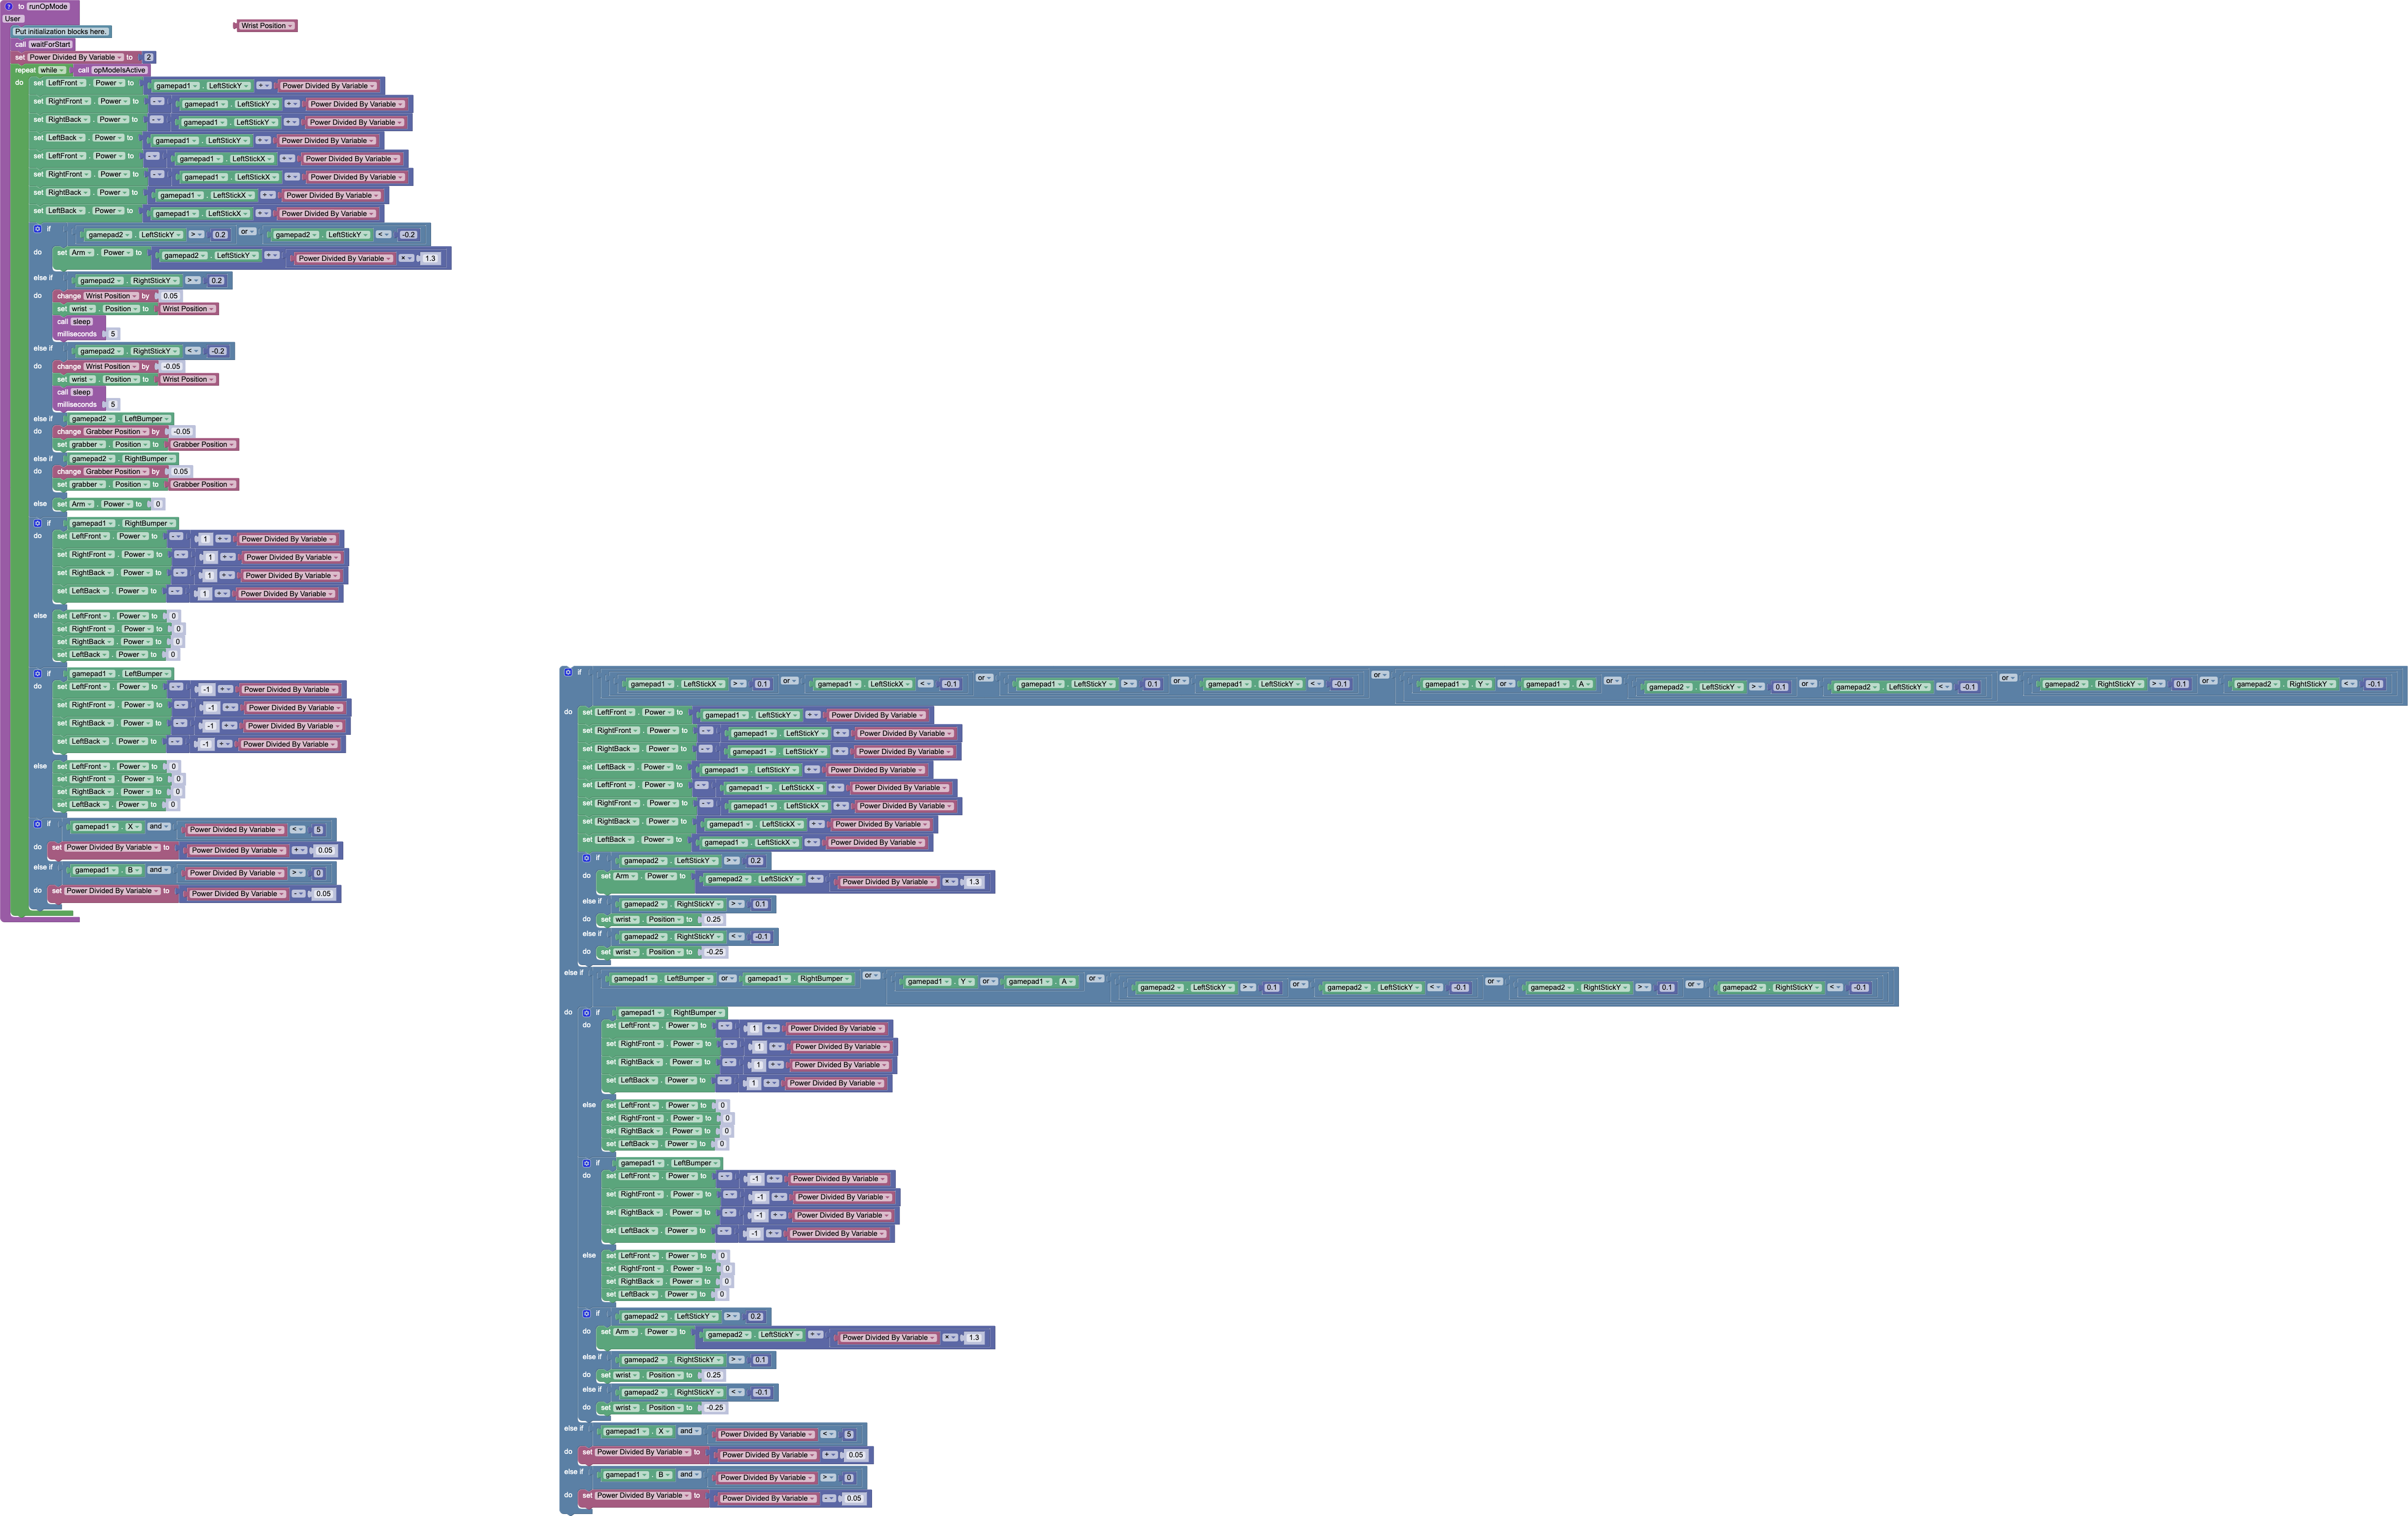 to runOpMode
User
Wrist Position
Put initialization blocks here.
call waitForStart
set Power Divided By Variable to 2
repeat while call opModeIsActive
do set LeftFront . Power to gamepad1 . LeftStickY ÷ Power Divided By Variable
set RightFront . Power to - gamepad1 . LeftStickY ÷ Power Divided By Variable
set RightBack . Power to - gamepad1 . LeftStickY ÷ Power Divided By Variable
set LeftBack . Power to gamepad1 . LeftStickY ÷ Power Divided By Variable
set LeftFront . Power to - gamepad1 . LeftStickX ÷ Power Divided By Variable
set RightFront . Power to - gamepad1 . LeftStickX ÷ Power Divided By Variable
set RightBack . Power to gamepad1 . LeftStickX ÷ Power Divided By Variable
set LeftBack . Power to gamepad1 . LeftStickX ÷ Power Divided By Variable
if gamepad2 . LeftStickY > 0.2 or gamepad2 . LeftStickY < -0.2
do set Arm . Power to gamepad2 . LeftStickY ÷ Power Divided By Variable × 1.3
else if gamepad2 . RightStickY > 0.2
do change Wrist Position by 0.05
set wrist . Position to Wrist Position
call sleep
milliseconds 5
else if gamepad2 . RightStickY < -0.2
do change Wrist Position by -0.05
set wrist . Position to Wrist Position
call sleep
milliseconds 5
else if gamepad2 . LeftBumper
do change Grabber Position by -0.05
set grabber . Position to Grabber Position
else if gamepad2 . RightBumper
do change Grabber Position by 0.05
set grabber . Position to Grabber Position
else set Arm . Power to 0
if gamepad1 . RightBumper
do set LeftFront . Power to - 1 ÷ Power Divided By Variable
set RightFront . Power to - 1 ÷ Power Divided By Variable
set RightBack . Power to - 1 ÷ Power Divided By Variable
set LeftBack . Power to - 1 ÷ Power Divided By Variable
else set LeftFront . Power to 0
set RightFront . Power to 0
set RightBack . Power to 0
set LeftBack . Power to 0
if gamepad1 . LeftBumper
do set LeftFront . Power to - -1 ÷ Power Divided By Variable
set RightFront . Power to - -1 ÷ Power Divided By Variable
set RightBack . Power to - -1 ÷ Power Divided By Variable
set LeftBack . Power to - -1 ÷ Power Divided By Variable
else set LeftFront . Power to 0
set RightFront . Power to 0
set RightBack . Power to 0
set LeftBack . Power to 0
if gamepad1 . X and Power Divided By Variable < 5
do set Power Divided By Variable to Power Divided By Variable + 0.05
else if gamepad1 . B and Power Divided By Variable > 0
do set Power Divided By Variable to Power Divided By Variable - 0.05
if gamepad1 . LeftStickX > 0.1 or gamepad1 . LeftStickX < -0.1 or gamepad1 . LeftStickY > 0.1 or gamepad1 . LeftStickY < -0.1 or gamepad1 . Y or gamepad1 . A or gamepad2 . LeftStickY > 0.1 or gamepad2 . LeftStickY < -0.1 or gamepad2 . RightStickY > 0.1 or gamepad2 . RightStickY < -0.1
do set LeftFront . Power to gamepad1 . LeftStickY ÷ Power Divided By Variable
set RightFront . Power to - gamepad1 . LeftStickY ÷ Power Divided By Variable
set RightBack . Power to - gamepad1 . LeftStickY ÷ Power Divided By Variable
set LeftBack . Power to gamepad1 . LeftStickY ÷ Power Divided By Variable
set LeftFront . Power to - gamepad1 . LeftStickX ÷ Power Divided By Variable
set RightFront . Power to - gamepad1 . LeftStickX ÷ Power Divided By Variable
set RightBack . Power to gamepad1 . LeftStickX ÷ Power Divided By Variable
set LeftBack . Power to gamepad1 . LeftStickX ÷ Power Divided By Variable
if gamepad2 . LeftStickY > 0.2
do set Arm . Power to gamepad2 . LeftStickY ÷ Power Divided By Variable × 1.3
else if gamepad2 . RightStickY > 0.1
do set wrist . Position to 0.25
else if gamepad2 . RightStickY < -0.1
do set wrist . Position to -0.25
else if gamepad1 . LeftBumper or gamepad1 . RightBumper or gamepad1 . Y or gamepad1 . A or gamepad2 . LeftStickY > 0.1 or gamepad2 . LeftStickY < -0.1 or gamepad2 . RightStickY > 0.1 or gamepad2 . RightStickY < -0.1
do if gamepad1 . RightBumper
do set LeftFront . Power to - 1 ÷ Power Divided By Variable
set RightFront . Power to - 1 ÷ Power Divided By Variable
set RightBack . Power to - 1 ÷ Power Divided By Variable
set LeftBack . Power to - 1 ÷ Power Divided By Variable
else set LeftFront . Power to 0
set RightFront . Power to 0
set RightBack . Power to 0
set LeftBack . Power to 0
if gamepad1 . LeftBumper
do set LeftFront . Power to - -1 ÷ Power Divided By Variable
set RightFront . Power to - -1 ÷ Power Divided By Variable
set RightBack . Power to - -1 ÷ Power Divided By Variable
set LeftBack . Power to - -1 ÷ Power Divided By Variable
else set LeftFront . Power to 0
set RightFront . Power to 0
set RightBack . Power to 0
set LeftBack . Power to 0
if gamepad2 . LeftStickY > 0.2
do set Arm . Power to gamepad2 . LeftStickY ÷ Power Divided By Variable × 1.3
else if gamepad2 . RightStickY > 0.1
do set wrist . Position to 0.25
else if gamepad2 . RightStickY < -0.1
do set wrist . Position to -0.25
else if gamepad1 . X and Power Divided By Variable < 5
do set Power Divided By Variable to Power Divided By Variable + 0.05
else if gamepad1 . B and Power Divided By Variable > 0
do set Power Divided By Variable to Power Divided By Variable - 0.05